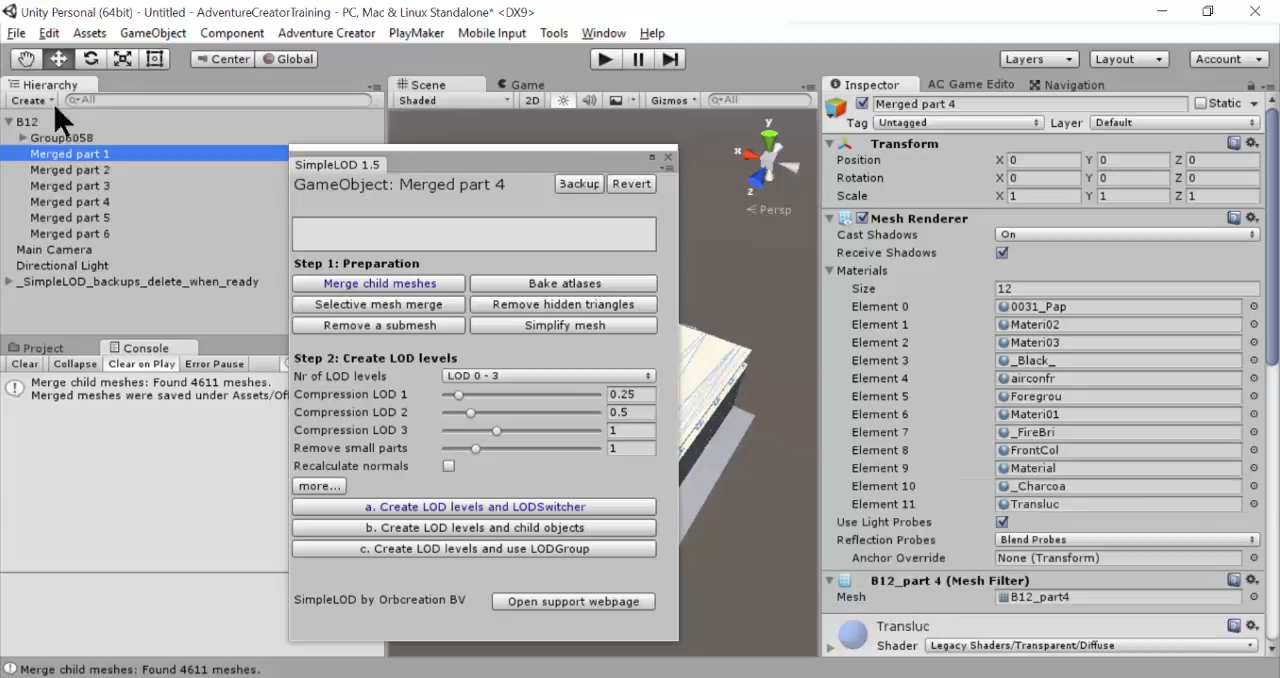 Unity Personal (64bit) - Untitled - AdventureCreatorTraining - PC, Mac & Linux Standalone* <DX9>
File Edit Assets GameObject Component Adventure Creator PlayMaker Mobile Input Tools Window Help
Center Global Layers Layout Account
Hierarchy
Create All
B12
Group6058
Merged part 1
Merged part 2
Merged part 3
Merged part 4
Merged part 5
Merged part 6
Main Camera
Directional Light
_SimpleLOD_backups_delete_when_ready
Project Console
Clear Collapse Clear on Play Error Pause
Merge child meshes: Found 4611 meshes.
Merged meshes were saved under Assets/Of
Scene Game
Shaded 2D Gizmos All
y
x
z
Persp
SimpleLOD 1.5
GameObject: Merged part 4 Backup Revert
Step 1: Preparation
Merge child meshes Bake atlases
Selective mesh merge Remove hidden triangles
Remove a submesh Simplify mesh
Step 2: Create LOD levels
Nr of LOD levels LOD 0 - 3
Compression LOD 1 0.25
Compression LOD 2 0.5
Compression LOD 3 1
Remove small parts 1
Recalculate normals
more...
a. Create LOD levels and LODSwitcher
b. Create LOD levels and child objects
c. Create LOD levels and use LODGroup
SimpleLOD by Orbcreation BV Open support webpage
Inspector AC Game Edito Navigation
Merged part 4 Static
Tag Untagged Layer Default
Transform
Position X 0 Y 0 Z 0
Rotation X 0 Y 0 Z 0
Scale X 1 Y 1 Z 1
Mesh Renderer
Cast Shadows On
Receive Shadows
Materials
Size 12
Element 0 0031_Pap
Element 1 Materi02
Element 2 Materi03
Element 3 _Black_
Element 4 airconfr
Element 5 Foregrou
Element 6 Materi01
Element 7 _FireBri
Element 8 FrontCol
Element 9 Material
Element 10 _Charcoa
Element 11 Transluc
Use Light Probes
Reflection Probes Blend Probes
Anchor Override None (Transform)
B12_part 4 (Mesh Filter)
Mesh B12_part4
Transluc
Shader Legacy Shaders/Transparent/Diffuse
Merge child meshes: Found 4611 meshes.